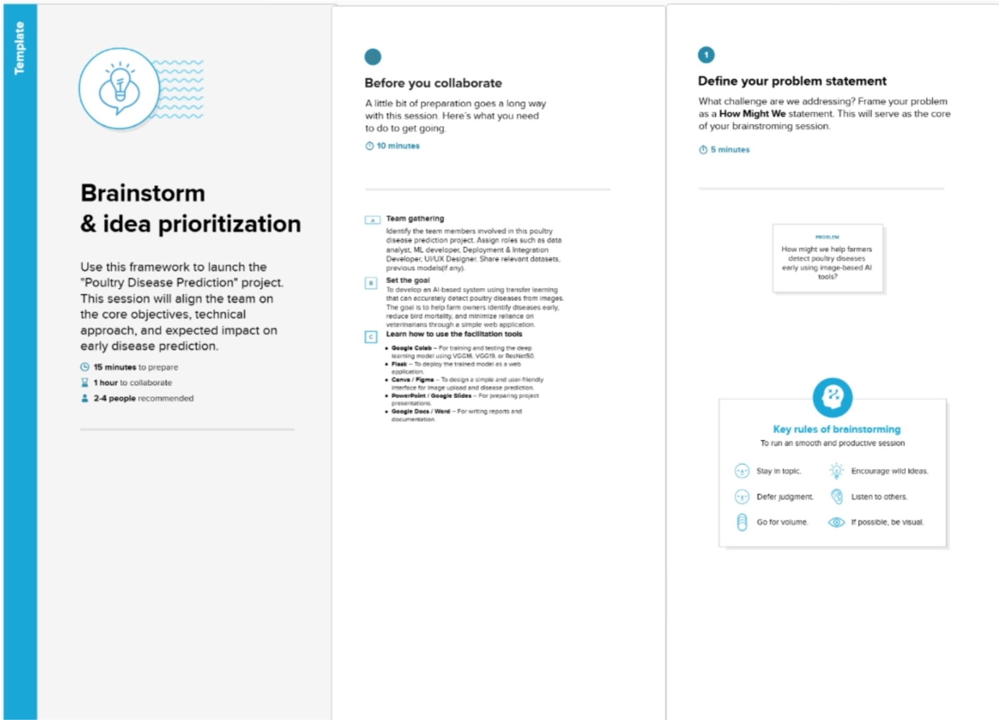 Template
Brainstorm
& idea prioritization
Use this framework to launch the
"Poultry Disease Prediction" project.
This session will align the team on
the core objectives, technical
approach, and expected impact on
early disease prediction.
15 minutes to prepare
1 hour to collaborate
2-4 people recommended
Before you collaborate
A little bit of preparation goes a long way
with this session. Here's what you need
to do to get going.
10 minutes
A
Team gathering
Identify the team members involved in this poultry
disease prediction project. Assign roles such as data
analyst, ML developer, Deployment & Integration
Developer, UI/UX Designer. Share relevant datasets,
previous models(if any).
B
Set the goal
To develop an AI-based system using transfer learning
that can accurately detect poultry diseases from images.
The goal is to help farm owners identify diseases early,
reduce bird mortality, and minimize reliance on
veterinarians through a simple web application.
C
Learn how to use the facilitation tools
• Google Colab – For training and testing the deep
learning model using VGG16, VGG19, or ResNet50.
• Flask – To deploy the trained model as a web
application.
• Canva / Figma – To design a simple and user-friendly
interface for image upload and disease prediction.
• PowerPoint / Google Slides – For preparing project
presentations.
• Google Docs / Word – For writing reports and
documentation.
1
Define your problem statement
What challenge are we addressing? Frame your problem
as a How Might We statement. This will serve as the core
of your brainstroming session.
5 minutes
PROBLEM
How might we help farmers
detect poultry diseases
early using image-based AI
tools?
Key rules of brainstorming
To run an smooth and productive session
Stay in topic.
Encourage wild ideas.
Defer judgment.
Listen to others.
Go for volume.
If possible, be visual.